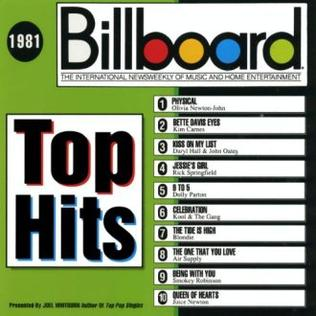 1981
Billboard
THE INTERNATIONAL NEWSWEEKLY OF MUSIC AND HOME ENTERTAINMENT
Top
Hits
1 PHYSICAL
Olivia Newton-John
2 BETTE DAVIS EYES
Kim Carnes
3 KISS ON MY LIST
Daryl Hall & John Oates
4 JESSIE'S GIRL
Rick Springfield
5 9 TO 5
Dolly Parton
6 CELEBRATION
Kool & The Gang
7 THE TIDE IS HIGH
Blondie
8 THE ONE THAT YOU LOVE
Air Supply
9 BEING WITH YOU
Smokey Robinson
10 QUEEN OF HEARTS
Juice Newton
Presented By JOEL WHITBURN Author Of Top Pop Singles